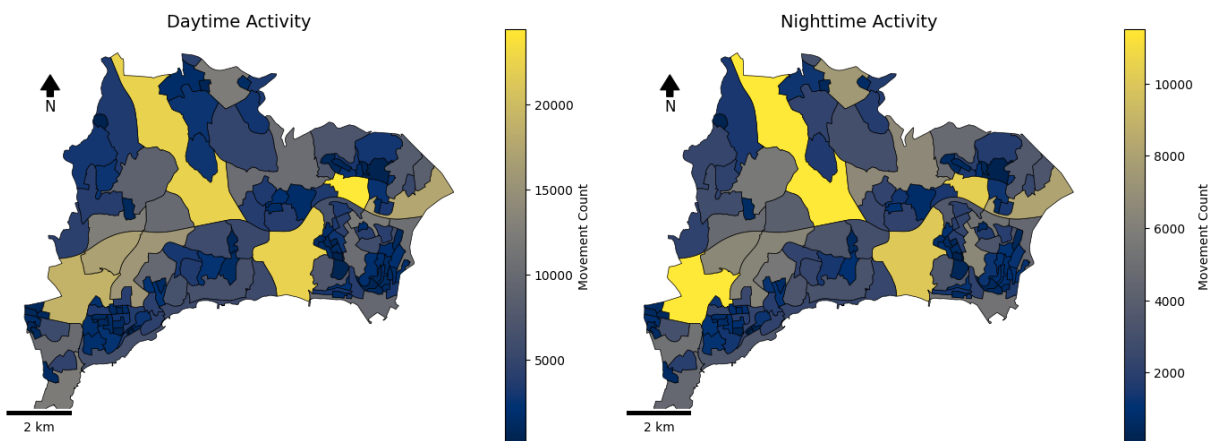 Daytime Activity
N
2 km
20000
15000
10000
5000
Movement Count
Nighttime Activity
N
2 km
10000
8000
6000
4000
2000
Movement Count